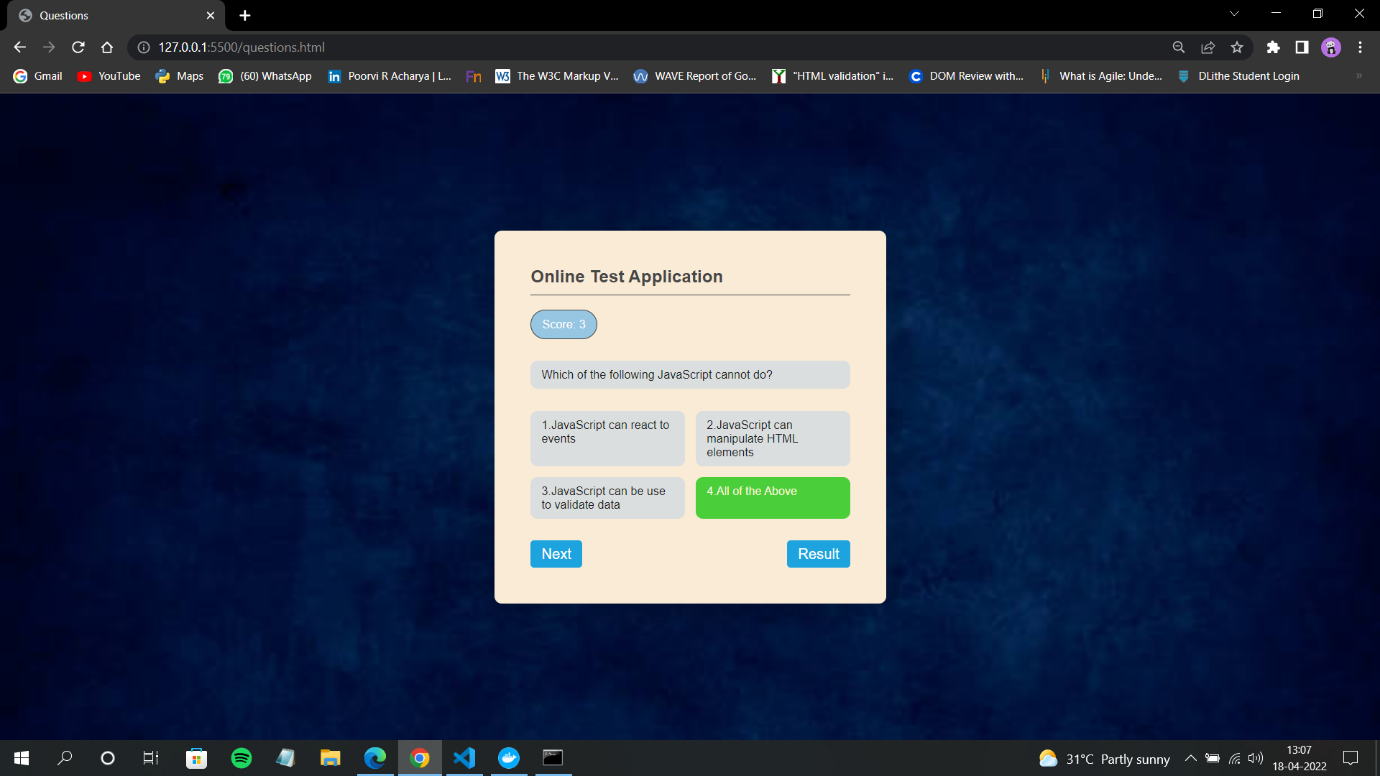 Questions
127.0.0.1:5500/questions.html
Gmail
YouTube
Maps
79
(60) WhatsApp
in
Poorvi R Acharya | L...
Fn
W3
The W3C Markup V...
WAVE Report of Go...
"HTML validation" i...
DOM Review with...
What is Agile: Unde...
DLithe Student Login
»
Online Test Application
Score: 3
Which of the following JavaScript cannot do?
1.JavaScript can react to
events
2.JavaScript can
manipulate HTML
elements
3.JavaScript can be use
to validate data
4.All of the Above
Next
Result
31°C Partly sunny
13:07
18-04-2022